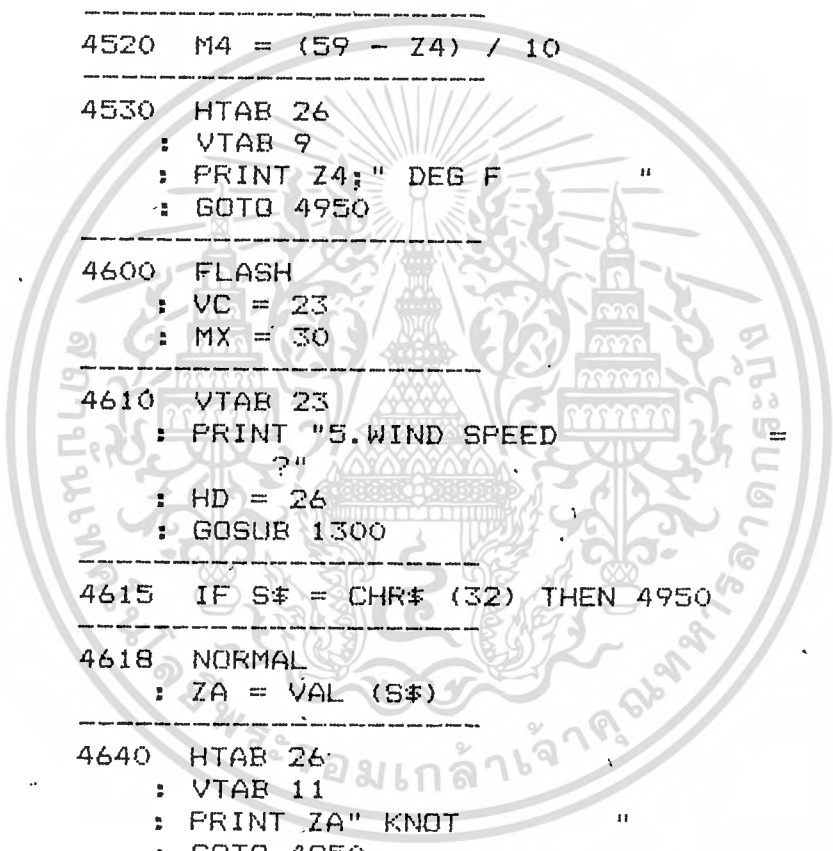 4520  M4 = (59 - Z4) / 10
4530  HTAB 26
: VTAB 9
: PRINT Z4;" DEG F          "
: GOTO 4950
4600  FLASH
: VC = 23
: MX = 30
4610  VTAB 23
: PRINT "5.WIND SPEED               =
?"
: HD = 26
: GOSUB 1300
4615  IF S$ = CHR$ (32) THEN 4950
4618  NORMAL
: ZA = VAL (S$)
4640  HTAB 26
: VTAB 11
: PRINT ZA" KNOT           "
: GOTO 4950